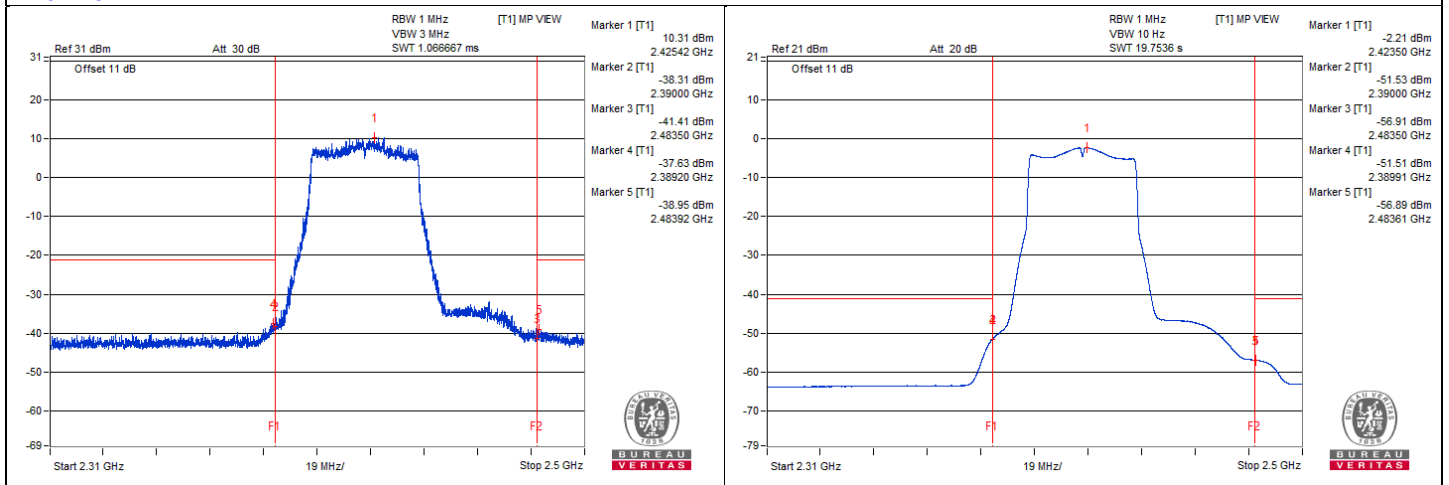 RBW 1 MHz [T1] MP VIEW
VBW 3 MHz
Ref 31 dBm Att 30 dB SWT 1.066667 ms
Offset 11 dB
31
20
10
0
-10
-20
-30
-40
-50
-60
-69
1
F1
F2
Start 2.31 GHz 19 MHz/ Stop 2.5 GHz
Marker 1 [T1]
10.31 dBm
2.42542 GHz
Marker 2 [T1]
-38.31 dBm
2.39000 GHz
Marker 3 [T1]
-41.41 dBm
2.48350 GHz
Marker 4 [T1]
-37.63 dBm
2.38920 GHz
Marker 5 [T1]
-38.95 dBm
2.48392 GHz
1828
BUREAU
VERITAS
RBW 1 MHz [T1] MP VIEW
VBW 10 Hz
Ref 21 dBm Att 20 dB SWT 19.7536 s
Offset 11 dB
21
10
0
-10
-20
-30
-40
-50
-60
-70
-79
1
F1
F2
Start 2.31 GHz 19 MHz/ Stop 2.5 GHz
Marker 1 [T1]
-2.21 dBm
2.42350 GHz
Marker 2 [T1]
-51.53 dBm
2.39000 GHz
Marker 3 [T1]
-56.91 dBm
2.48350 GHz
Marker 4 [T1]
-51.51 dBm
2.38991 GHz
Marker 5 [T1]
-56.89 dBm
2.48361 GHz
1828
BUREAU
VERITAS